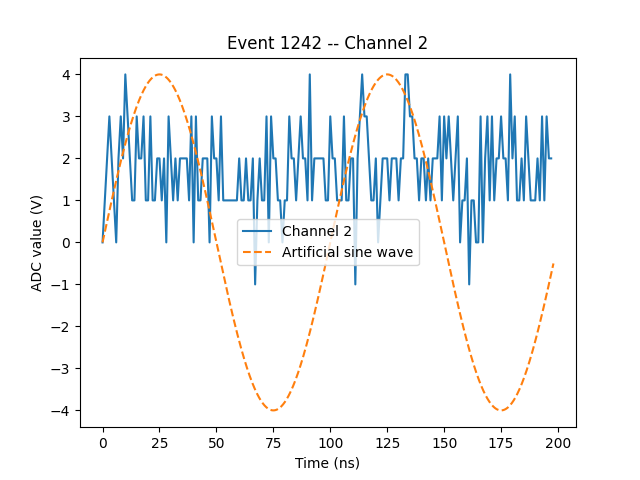 Event 1242 -- Channel 2
4
3
2
1
0
−1
−2
−3
−4
ADC value (V)
Channel 2
Artificial sine wave
0 25 50 75 100 125 150 175 200
Time (ns)